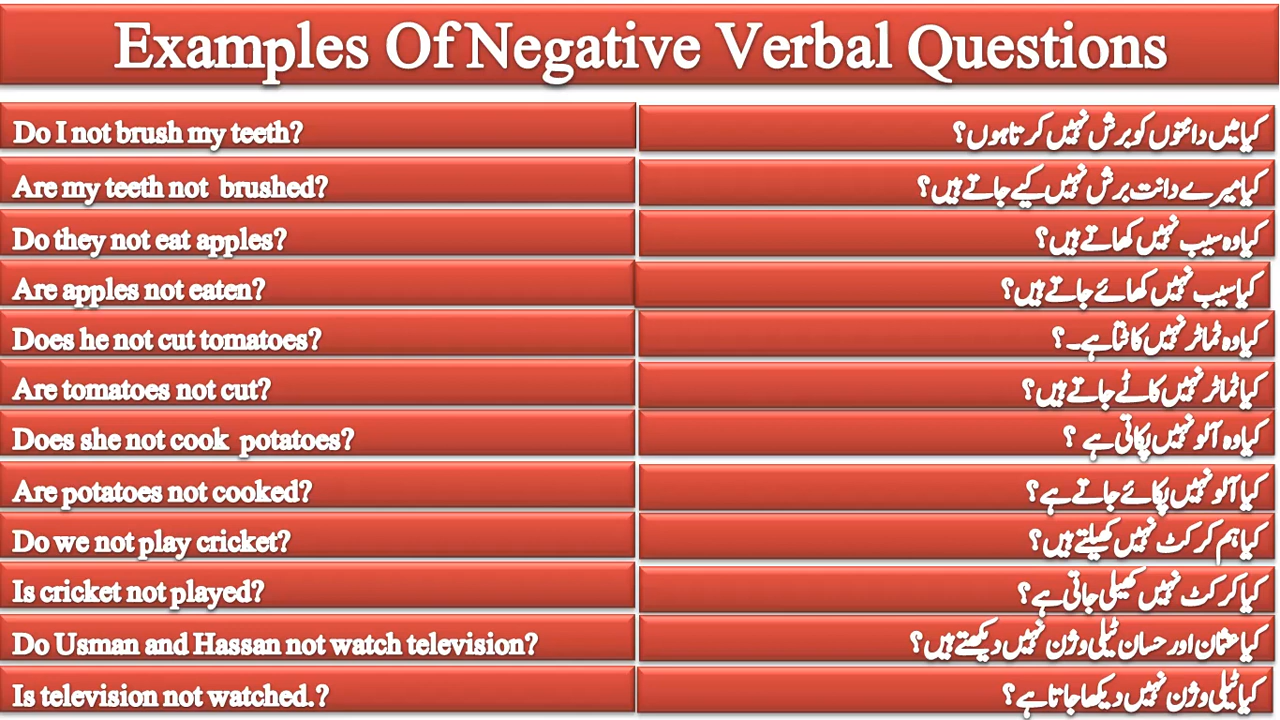 Examples Of Negative Verbal Questions
Do I not brush my teeth?
کیا میں دانتوں کو برش نہیں کرتا ہوں؟
Are my teeth not brushed?
کیا میرے دانت برش نہیں کیے جاتے ہیں؟
Do they not eat apples?
کیا وہ سیب نہیں کھاتے ہیں؟
Are apples not eaten?
کیا سیب نہیں کھائے جاتے ہیں؟
Does he not cut tomatoes?
کیا وہ ٹماٹر نہیں کاٹتا ہے۔ ؟
Are tomatoes not cut?
کیا ٹماٹر نہیں کاٹے جاتے ہیں؟
Does she not cook potatoes?
کیا وہ آلو نہیں پکاتی ہے ؟
Are potatoes not cooked?
کیا آلو نہیں پکائے جاتے ہے؟
Do we not play cricket?
کیا ہم کرکٹ نہیں کھیلتے ہیں؟
Is cricket not played?
کیا کرکٹ نہیں کھیلی جاتی ہے؟
Do Usman and Hassan not watch television?
کیا عثمان اور حسان ٹیلی وژن نہیں دیکھتے ہیں؟
Is television not watched.?
کیا ٹیلی وژن نہیں دیکھا جاتا ہے؟